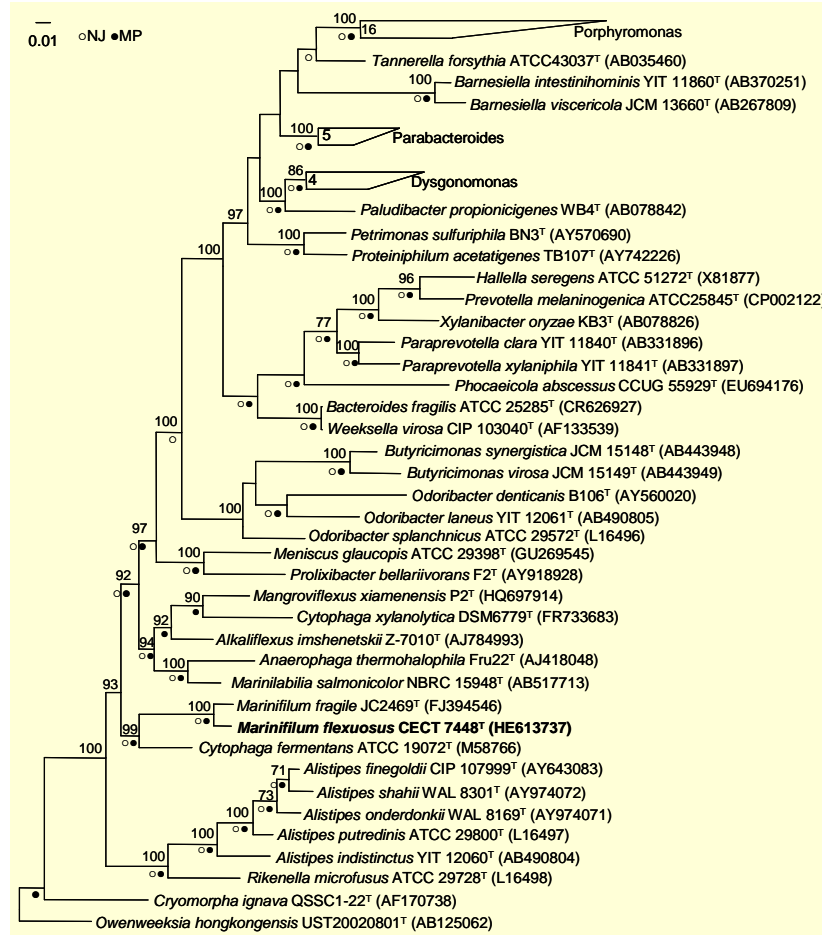 0.01
○NJ ●MP
100
16
Porphyromonas
Tannerella forsythia ATCC43037ᵀ (AB035460)
100
Barnesiella intestinihominis YIT 11860ᵀ (AB370251)
Barnesiella viscericola JCM 13660ᵀ (AB267809)
100
5
Parabacteroides
86
4
Dysgonomonas
100
Paludibacter propionicigenes WB4ᵀ (AB078842)
97
100
Petrimonas sulfuriphila BN3ᵀ (AY570690)
Proteiniphilum acetatigenes TB107ᵀ (AY742226)
100
96
Hallella seregens ATCC 51272ᵀ (X81877)
Prevotella melaninogenica ATCC25845ᵀ (CP002122
100
Xylanibacter oryzae KB3ᵀ (AB078826)
77
100
Paraprevotella clara YIT 11840ᵀ (AB331896)
Paraprevotella xylaniphila YIT 11841ᵀ (AB331897)
Phocaeicola abscessus CCUG 55929ᵀ (EU694176)
100
Bacteroides fragilis ATCC 25285ᵀ (CR626927)
Weeksella virosa CIP 103040ᵀ (AF133539)
100
100
Butyricimonas synergistica JCM 15148ᵀ (AB443948)
Butyricimonas virosa JCM 15149ᵀ (AB443949)
Odoribacter denticanis B106ᵀ (AY560020)
100
Odoribacter laneus YIT 12061ᵀ (AB490805)
Odoribacter splanchnicus ATCC 29572ᵀ (L16496)
97
100
Meniscus glaucopis ATCC 29398ᵀ (GU269545)
Prolixibacter bellariivorans F2ᵀ (AY918928)
92
90
Mangroviflexus xiamenensis P2ᵀ (HQ697914)
Cytophaga xylanolytica DSM6779ᵀ (FR733683)
92
Alkaliflexus imshenetskii Z-7010ᵀ (AJ784993)
94
100
Anaerophaga thermohalophila Fru22ᵀ (AJ418048)
Marinilabilia salmonicolor NBRC 15948ᵀ (AB517713)
93
100
Marinifilum fragile JC2469ᵀ (FJ394546)
Marinifilum flexuosus CECT 7448ᵀ (HE613737)
99
Cytophaga fermentans ATCC 19072ᵀ (M58766)
100
71
Alistipes finegoldii CIP 107999ᵀ (AY643083)
Alistipes shahii WAL 8301ᵀ (AY974072)
73
Alistipes onderdonkii WAL 8169ᵀ (AY974071)
100
Alistipes putredinis ATCC 29800ᵀ (L16497)
100
Alistipes indistinctus YIT 12060ᵀ (AB490804)
100
Rikenella microfusus ATCC 29728ᵀ (L16498)
Cryomorpha ignava QSSC1-22ᵀ (AF170738)
Owenweeksia hongkongensis UST20020801ᵀ (AB125062)